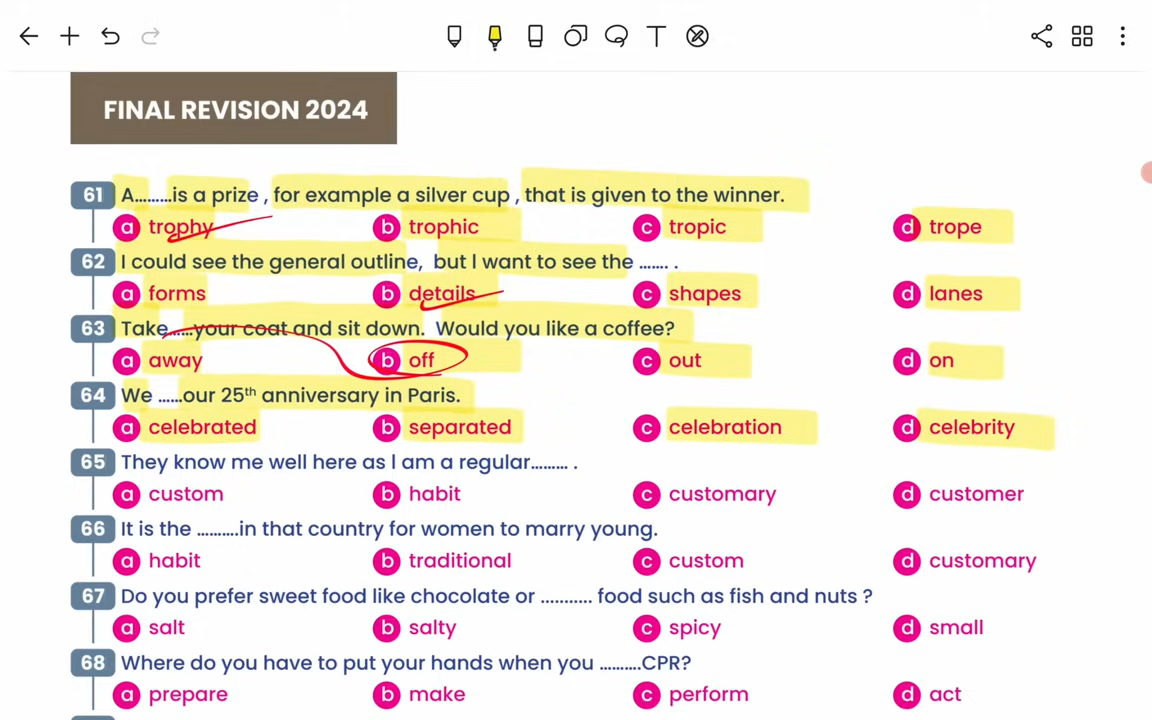 FINAL REVISION 2024
61 A.........is a prize , for example a silver cup , that is given to the winner.
a trophy b trophic c tropic d trope
62 I could see the general outline, but I want to see the ....... .
a forms b details c shapes d lanes
63 Take......your coat and sit down. Would you like a coffee?
a away b off c out d on
64 We ......our 25th anniversary in Paris.
a celebrated b separated c celebration d celebrity
65 They know me well here as I am a regular......... .
a custom b habit c customary d customer
66 It is the ..........in that country for women to marry young.
a habit b traditional c custom d customary
67 Do you prefer sweet food like chocolate or ........... food such as fish and nuts ?
a salt b salty c spicy d small
68 Where do you have to put your hands when you ..........CPR?
a prepare b make c perform d act